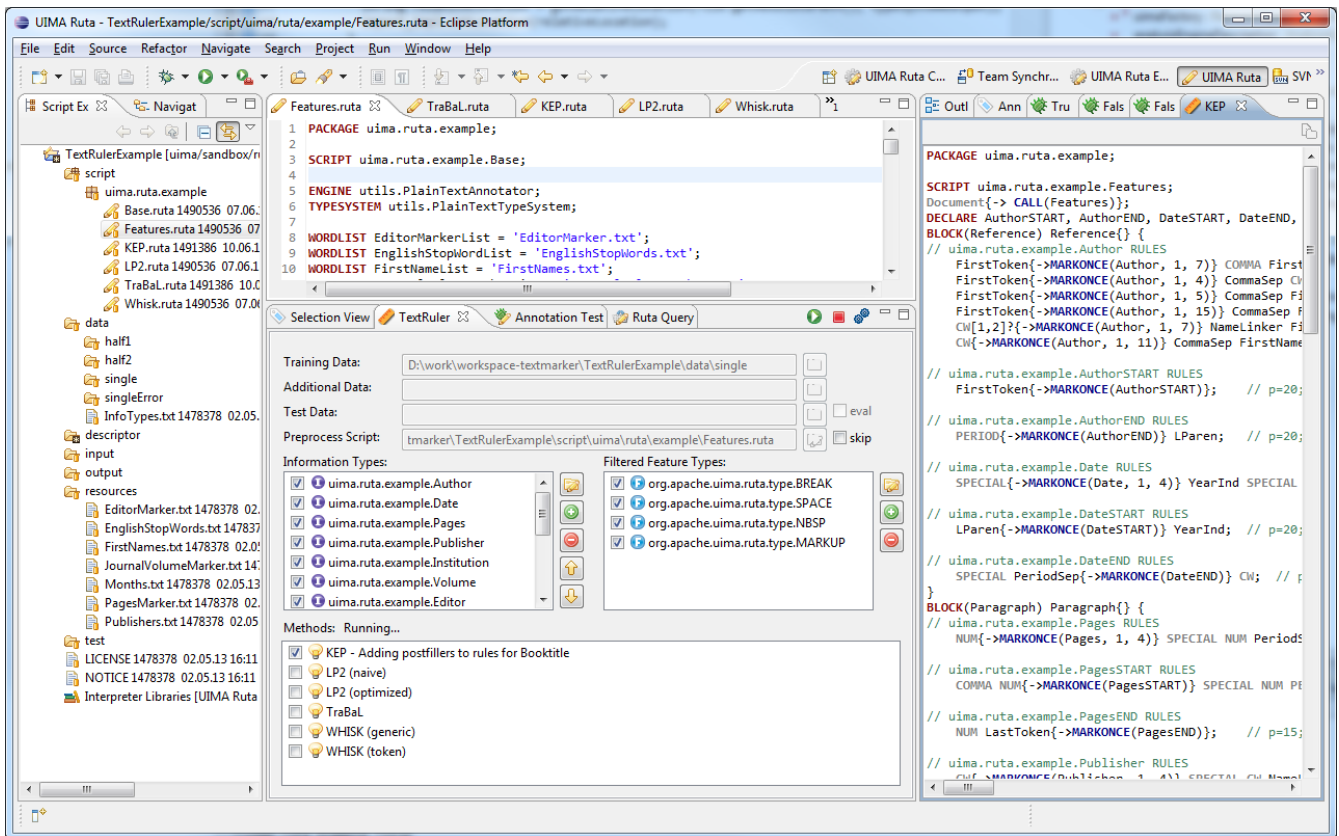 UIMA Ruta - TextRulerExample/script/uima/ruta/example/Features.ruta - Eclipse Platform
File Edit Source Refactor Navigate Search Project Run Window Help
UIMA Ruta C... Team Synchr... UIMA Ruta E... UIMA Ruta SVN »
Script Ex Navigat
TextRulerExample [uima/sandbox/ru
script
uima.ruta.example
Base.ruta 1490536 07.06.
Features.ruta 1490536 07
KEP.ruta 1491386 10.06.1
LP2.ruta 1490536 07.06.1
TraBaL.ruta 1491386 10.0
Whisk.ruta 1490536 07.06
data
half1
half2
single
singleError
InfoTypes.txt 1478378 02.05.
descriptor
input
output
resources
EditorMarker.txt 1478378 02.
EnglishStopWords.txt 147837
FirstNames.txt 1478378 02.05
JournalVolumeMarker.txt 147
Months.txt 1478378 02.05.13
PagesMarker.txt 1478378 02.
Publishers.txt 1478378 02.05
test
LICENSE 1478378 02.05.13 16:11
NOTICE 1478378 02.05.13 16:11
Interpreter Libraries [UIMA Ruta
Features.ruta TraBaL.ruta KEP.ruta LP2.ruta Whisk.ruta »1
1 PACKAGE uima.ruta.example;
2
3 SCRIPT uima.ruta.example.Base;
4
5 ENGINE utils.PlainTextAnnotator;
6 TYPESYSTEM utils.PlainTextTypeSystem;
7
8 WORDLIST EditorMarkerList = 'EditorMarker.txt';
9 WORDLIST EnglishStopWordList = 'EnglishStopWords.txt';
10 WORDLIST FirstNameList = 'FirstNames.txt';
Selection View TextRuler Annotation Test Ruta Query
Training Data: D:\work\workspace-textmarker\TextRulerExample\data\single
Additional Data:
Test Data: eval
Preprocess Script: tmarker\TextRulerExample\script\uima\ruta\example\Features.ruta skip
Information Types: Filtered Feature Types:
uima.ruta.example.Author org.apache.uima.ruta.type.BREAK
uima.ruta.example.Date org.apache.uima.ruta.type.SPACE
uima.ruta.example.Pages org.apache.uima.ruta.type.NBSP
uima.ruta.example.Publisher org.apache.uima.ruta.type.MARKUP
uima.ruta.example.Institution
uima.ruta.example.Volume
uima.ruta.example.Editor
Methods: Running...
KEP - Adding postfillers to rules for Booktitle
LP2 (naive)
LP2 (optimized)
TraBaL
WHISK (generic)
WHISK (token)
Outl Ann Tru Fals Fals KEP
PACKAGE uima.ruta.example;
SCRIPT uima.ruta.example.Features;
Document{-> CALL(Features)};
DECLARE AuthorSTART, AuthorEND, DateSTART, DateEND,
BLOCK(Reference) Reference{} {
// uima.ruta.example.Author RULES
FirstToken{->MARKONCE(Author, 1, 7)} COMMA First
FirstToken{->MARKONCE(Author, 1, 4)} CommaSep CW
FirstToken{->MARKONCE(Author, 1, 5)} CommaSep Fi
FirstToken{->MARKONCE(Author, 1, 15)} CommaSep F
CW[1,2]?{->MARKONCE(Author, 1, 7)} NameLinker Fi
CW{->MARKONCE(Author, 1, 11)} CommaSep FirstName
// uima.ruta.example.AuthorSTART RULES
FirstToken{->MARKONCE(AuthorSTART)}; // p=20;
// uima.ruta.example.AuthorEND RULES
PERIOD{->MARKONCE(AuthorEND)} LParen; // p=20;
// uima.ruta.example.Date RULES
SPECIAL{->MARKONCE(Date, 1, 4)} YearInd SPECIAL
// uima.ruta.example.DateSTART RULES
LParen{->MARKONCE(DateSTART)} YearInd; // p=20;
// uima.ruta.example.DateEND RULES
SPECIAL PeriodSep{->MARKONCE(DateEND)} CW; // p
}
BLOCK(Paragraph) Paragraph{} {
// uima.ruta.example.Pages RULES
NUM{->MARKONCE(Pages, 1, 4)} SPECIAL NUM PeriodS
// uima.ruta.example.PagesSTART RULES
COMMA NUM{->MARKONCE(PagesSTART)} SPECIAL NUM PE
// uima.ruta.example.PagesEND RULES
NUM LastToken{->MARKONCE(PagesEND)}; // p=15;
// uima.ruta.example.Publisher RULES